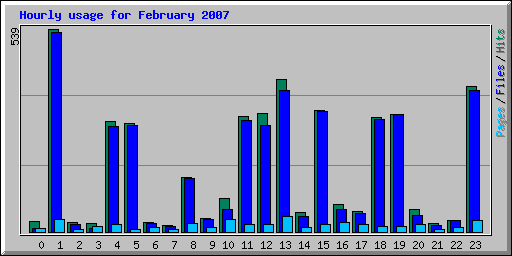 Hourly usage for February 2007
539
Pages/Files/Hits
0 1 2 3 4 5 6 7 8 9 10 11 12 13 14 15 16 17 18 19 20 21 22 23